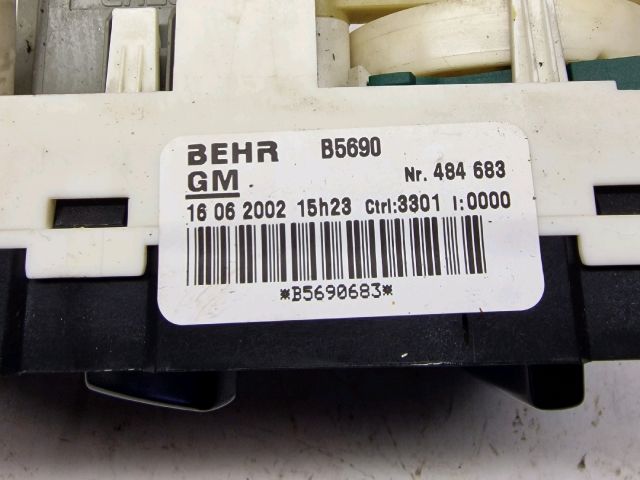 BEHR B5690
GM Nr. 484 683
16 06 2002 15h23 Ctrl:3301 I:0000
*B5690683*